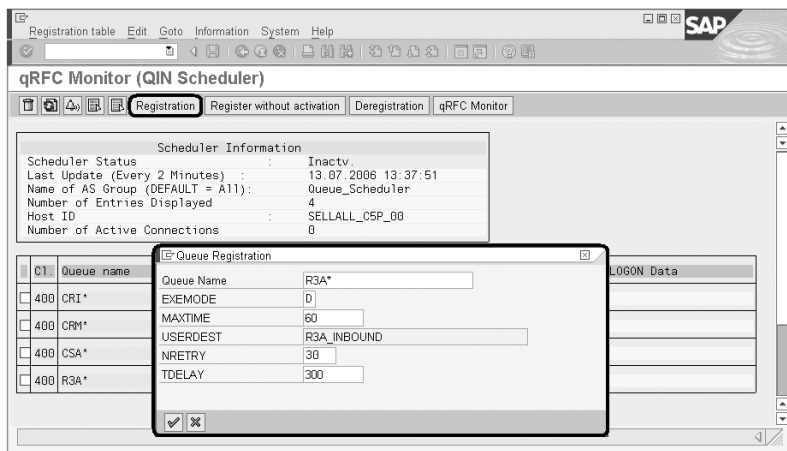 Registration table Edit Goto Information System Help
SAP
qRFC Monitor (QIN Scheduler)
Registration Register without activation Deregistration qRFC Monitor
Scheduler Information
Scheduler Status : Inactv.
Last Update (Every 2 Minutes) : 13.07.2006 13:37:51
Name of AS Group (DEFAULT = All): Queue_Scheduler
Number of Entries Displayed 4
Host ID : SELLALL_C5P_00
Number of Active Connections 0
Cl. Queue name LOGON Data
400 CRI*
400 CRM*
400 CSA*
400 R3A*
Queue Registration
Queue Name R3A*
EXEMODE D
MAXTIME 60
USERDEST R3A_INBOUND
NRETRY 30
TDELAY 300